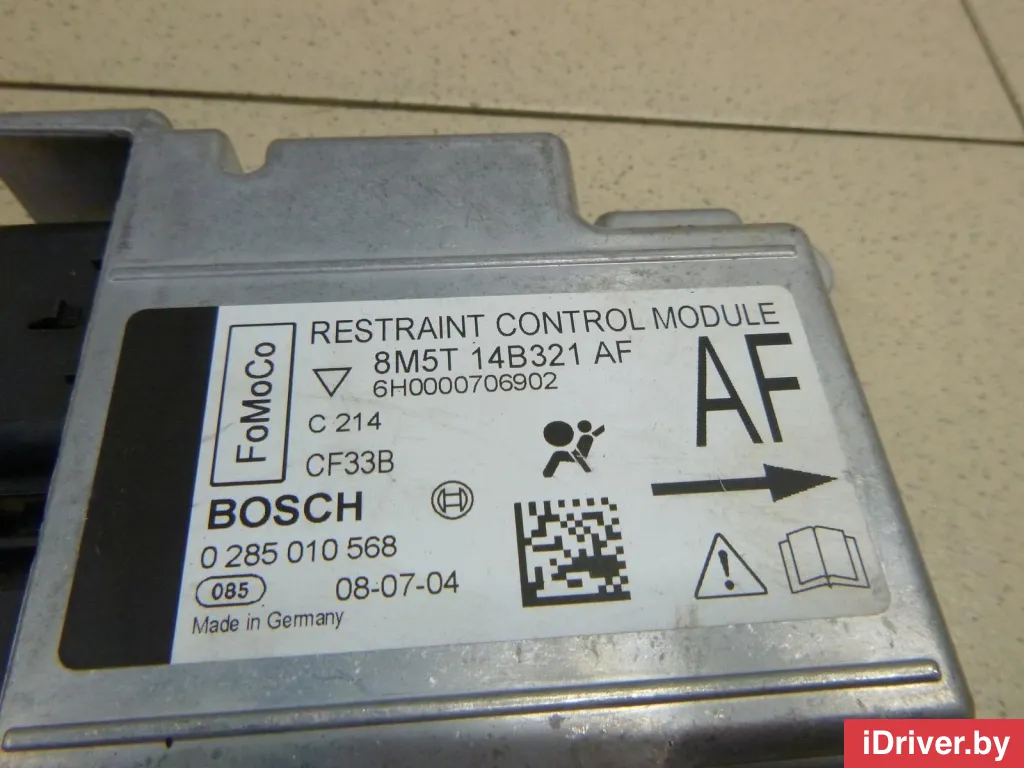 RESTRAINT CONTROL MODULE
FoMoCo
8M5T 14B321 AF
6H0000706902
AF
C 214
CF33B
BOSCH
0 285 010 568
085
08-07-04
Made in Germany
iDriver.by